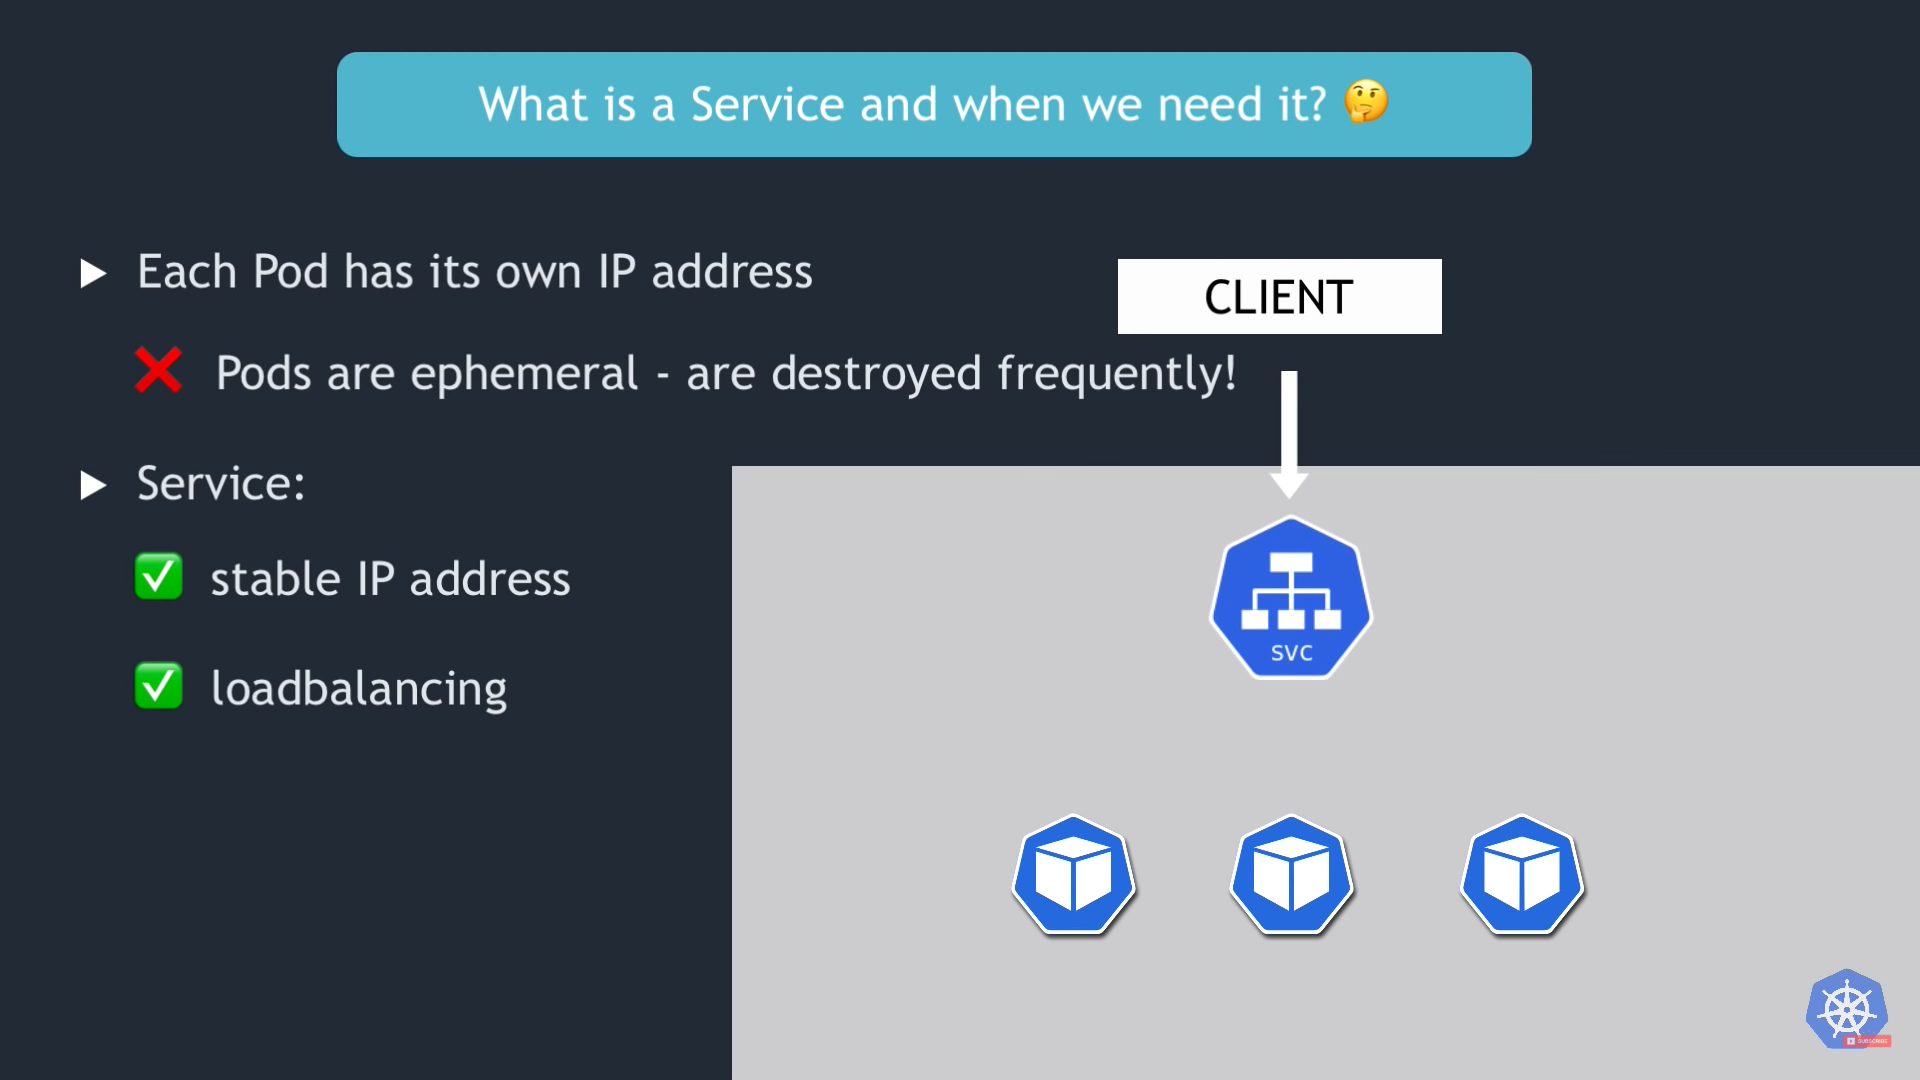 What is a Service and when we need it? 🤔
Each Pod has its own IP address
CLIENT
Pods are ephemeral - are destroyed frequently!
Service:
stable IP address
svc
loadbalancing
SUBSCRIBE